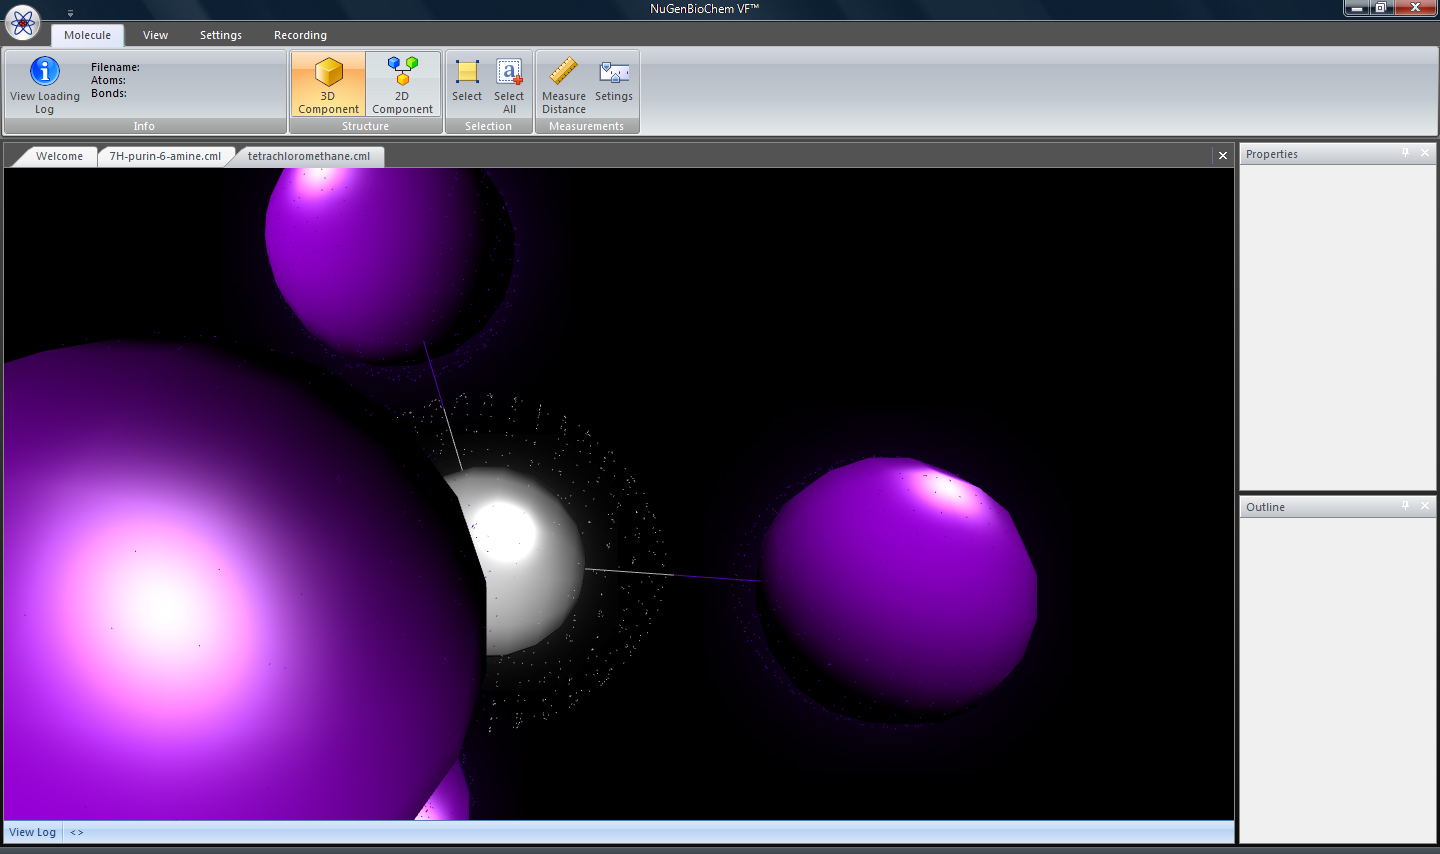 NuGenBioChem VF™
Molecule View Settings Recording
View Loading Log
Filename:
Atoms:
Bonds:
Info
3D Component
2D Component
Structure
Select
Select All
a
Selection
Measure Distance
Setings
Measurements
Welcome 7H-purin-6-amine.cml tetrachloromethane.cml
Properties
Outline
View Log <>